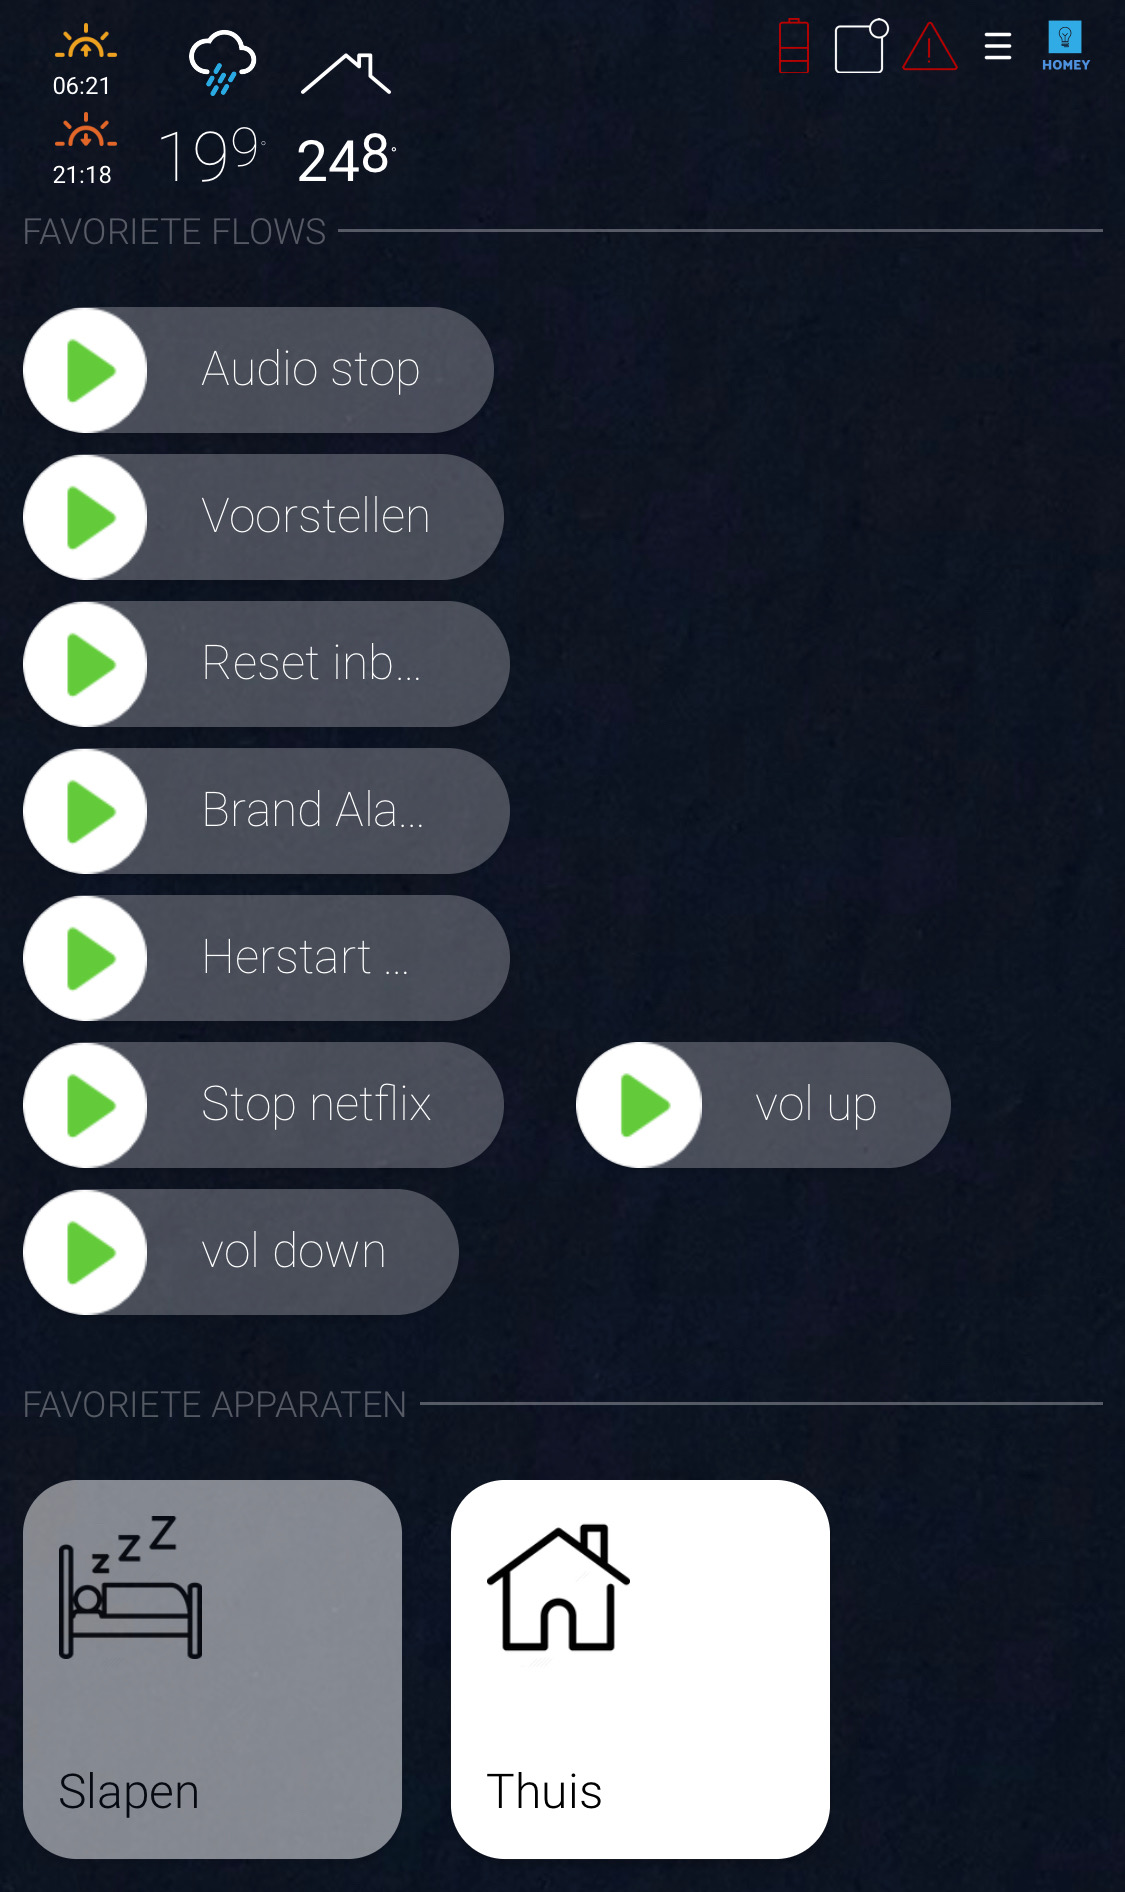 06:21
21:18
19⁹°
24⁸°
HOMEY
FAVORIETE FLOWS
Audio stop
Voorstellen
Reset inb...
Brand Ala...
Herstart ...
Stop netflix
vol up
vol down
FAVORIETE APPARATEN
z z Z
Slapen
Thuis